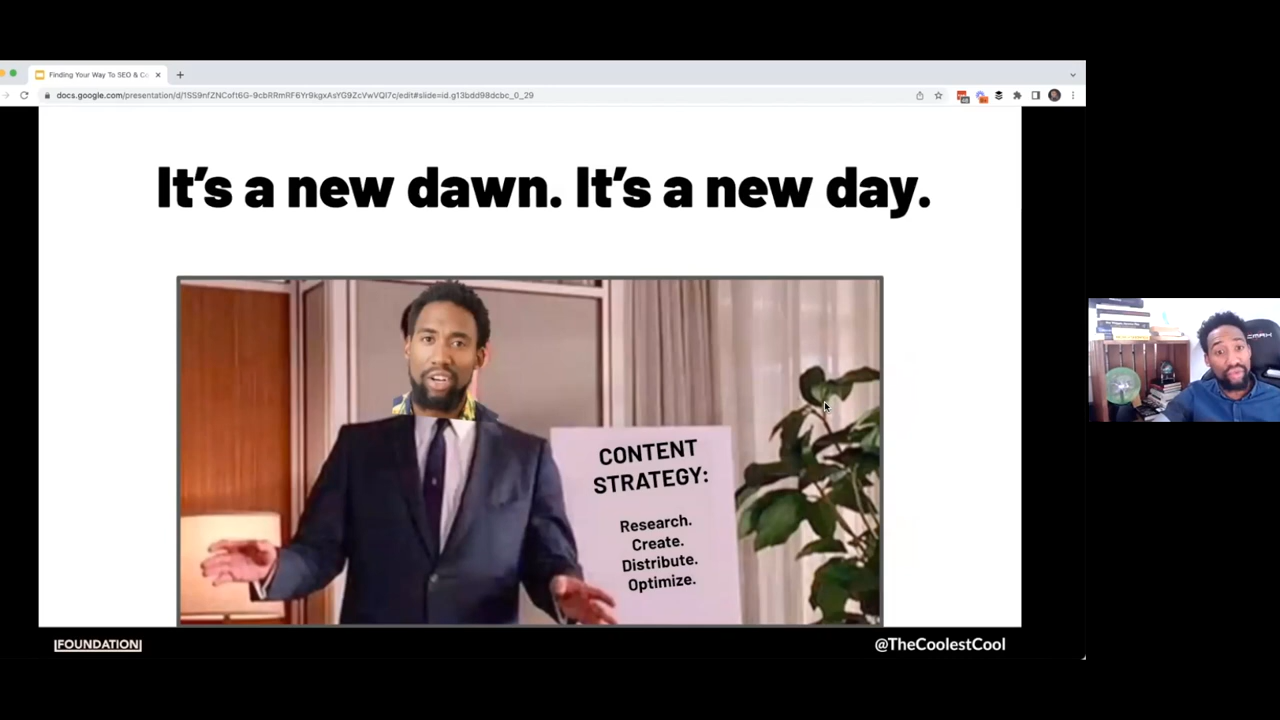 Finding Your Way To SEO & Co
docs.google.com/presentation/d/1SS9nfZNCoft6G-9cbRRmRF6Yr9kgxAsYG9ZcVwVQl7c/edit#slide=id.g13bdd98dcbc_0_29
It's a new dawn. It's a new day.
CONTENT
STRATEGY:
Research.
Create.
Distribute.
Optimize.
|FOUNDATION|
@TheCoolestCool